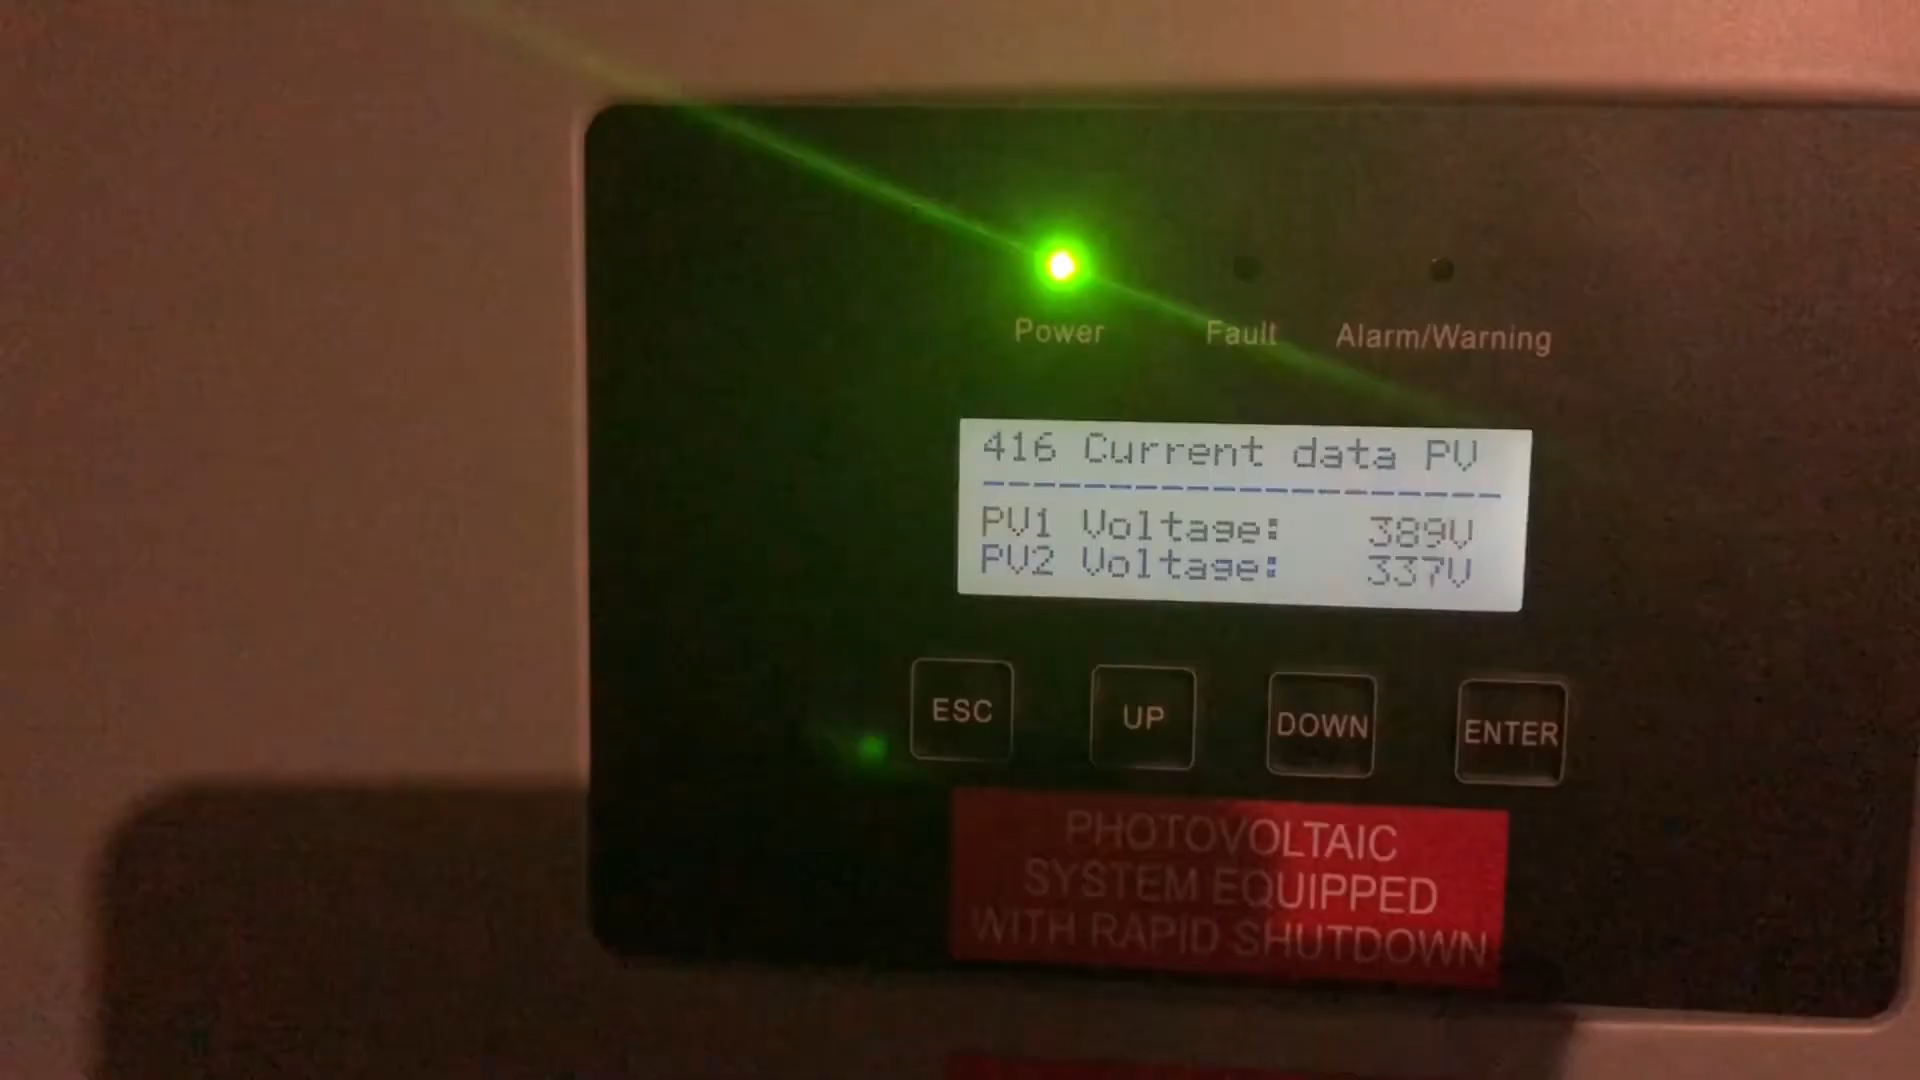 Power Fault Alarm/Warning
416 Current data PV
--------------------
PV1 Voltage: 389V
PV2 Voltage: 337V
ESC UP DOWN ENTER
PHOTOVOLTAIC
SYSTEM EQUIPPED
WITH RAPID SHUTDOWN